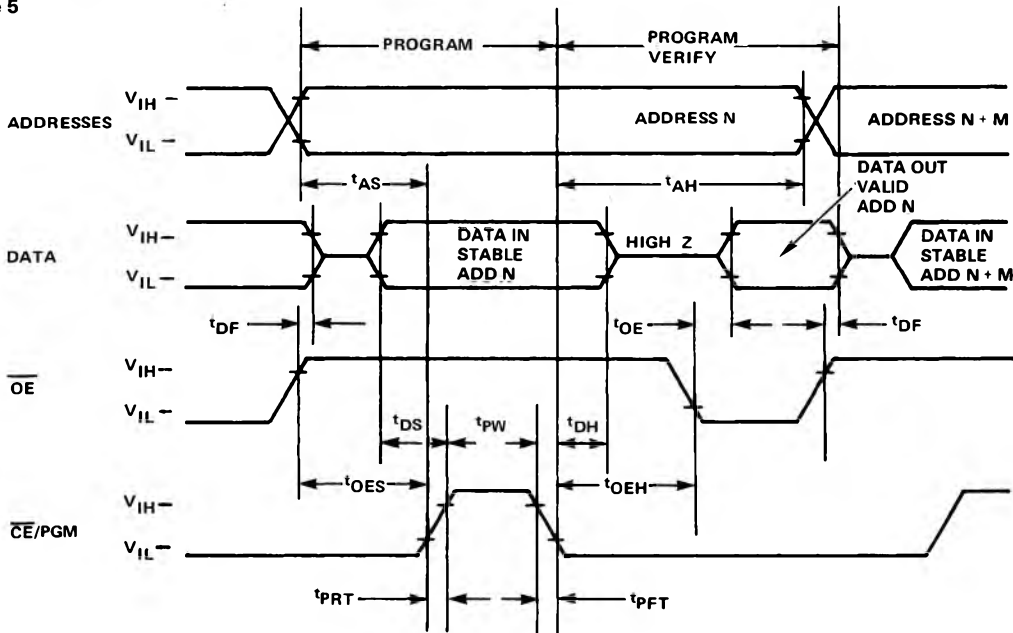 5
PROGRAM
PROGRAM
VERIFY
ADDRESSES
VIH
VIL
ADDRESS N
ADDRESS N + M
tAS
tAH
DATA OUT
VALID
ADD N
DATA
VIH
VIL
DATA IN
STABLE
ADD N
HIGH Z
DATA IN
STABLE
ADD N + M
tDF
tOE
tDF
OE
VIH
VIL
tDS
tPW
tDH
tOES
tOEH
CE/PGM
VIH
VIL
tPRT
tPFT